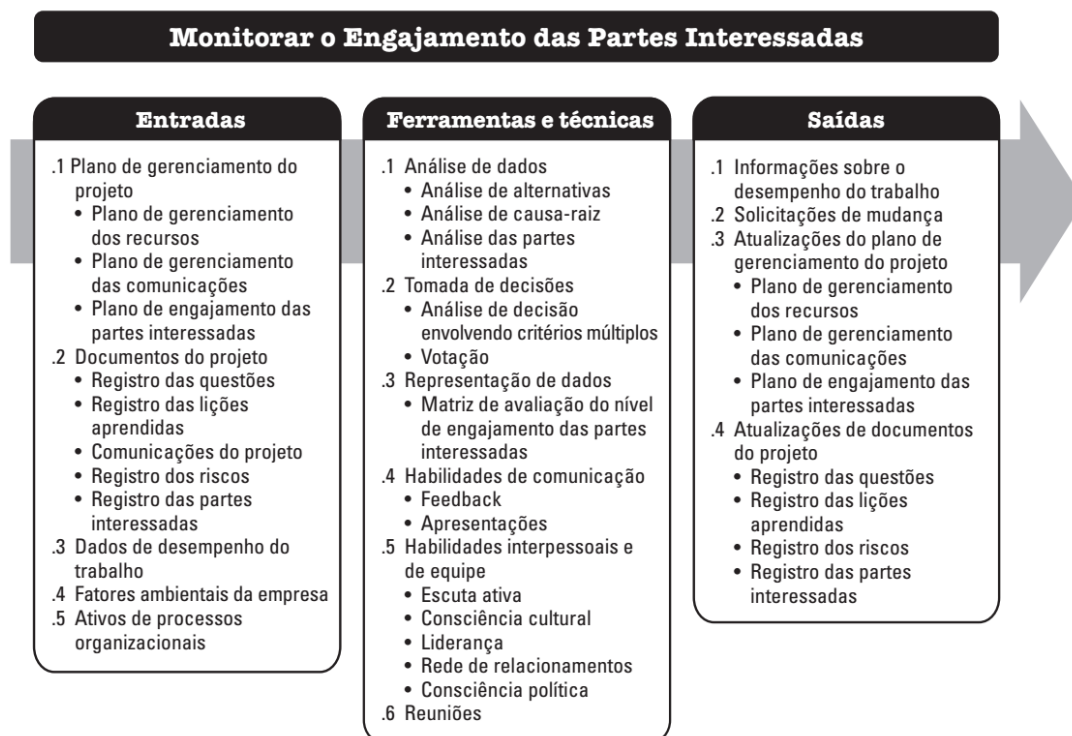 Monitorar o Engajamento das Partes Interessadas
Entradas
.1 Plano de gerenciamento do
projeto
• Plano de gerenciamento
dos recursos
• Plano de gerenciamento
das comunicações
• Plano de engajamento das
partes interessadas
.2 Documentos do projeto
• Registro das questões
• Registro das lições
aprendidas
• Comunicações do projeto
• Registro dos riscos
• Registro das partes
interessadas
.3 Dados de desempenho do
trabalho
.4 Fatores ambientais da empresa
.5 Ativos de processos
organizacionais
Ferramentas e técnicas
.1 Análise de dados
• Análise de alternativas
• Análise de causa-raiz
• Análise das partes
interessadas
.2 Tomada de decisões
• Análise de decisão
envolvendo critérios múltiplos
• Votação
.3 Representação de dados
• Matriz de avaliação do nível
de engajamento das partes
interessadas
.4 Habilidades de comunicação
• Feedback
• Apresentações
.5 Habilidades interpessoais e
de equipe
• Escuta ativa
• Consciência cultural
• Liderança
• Rede de relacionamentos
• Consciência política
.6 Reuniões
Saídas
.1 Informações sobre o
desempenho do trabalho
.2 Solicitações de mudança
.3 Atualizações do plano de
gerenciamento do projeto
• Plano de gerenciamento
dos recursos
• Plano de gerenciamento
das comunicações
• Plano de engajamento das
partes interessadas
.4 Atualizações de documentos
do projeto
• Registro das questões
• Registro das lições
aprendidas
• Registro dos riscos
• Registro das partes
interessadas